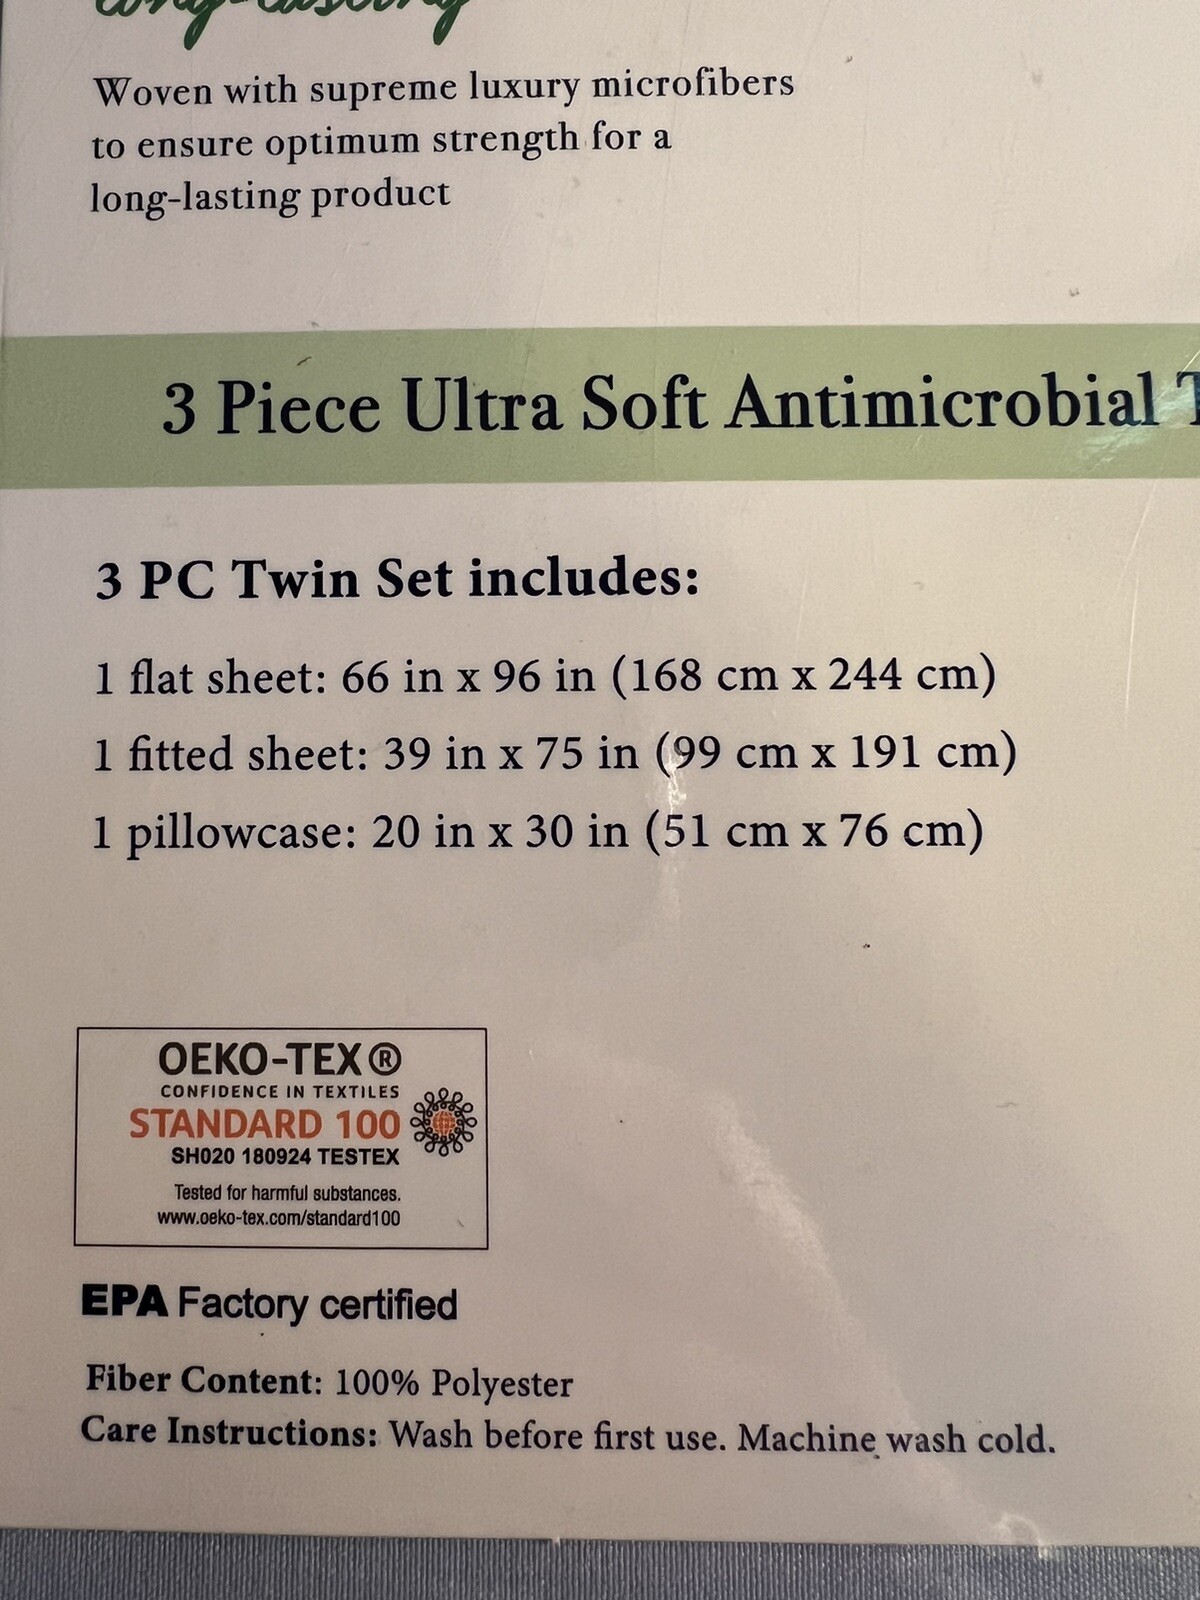 long-lasting
Woven with supreme luxury microfibers
to ensure optimum strength for a
long-lasting product
3 Piece Ultra Soft Antimicrobial T
3 PC Twin Set includes:
1 flat sheet: 66 in x 96 in (168 cm x 244 cm)
1 fitted sheet: 39 in x 75 in (99 cm x 191 cm)
1 pillowcase: 20 in x 30 in (51 cm x 76 cm)
OEKO-TEX®
CONFIDENCE IN TEXTILES
STANDARD 100
SH020 180924 TESTEX
Tested for harmful substances.
www.oeko-tex.com/standard100
EPA Factory certified
Fiber Content: 100% Polyester
Care Instructions: Wash before first use. Machine wash cold.